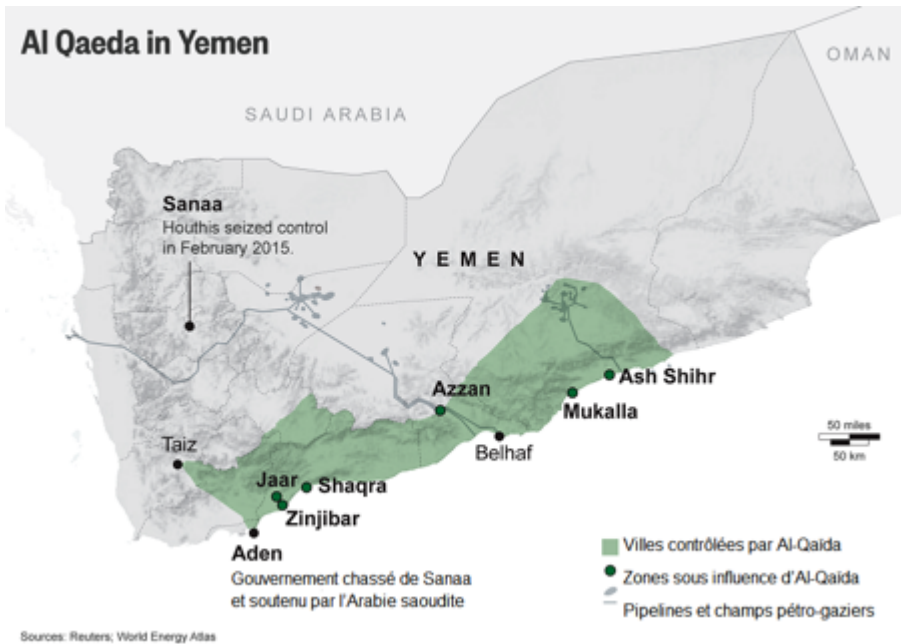 Al Qaeda in Yemen
OMAN
SAUDI ARABIA
Sanaa
Houthis seized control
in February 2015.
YEMEN
Azzan
Ash Shihr
Mukalla
Belhaf
50 miles
50 km
Taiz
Jaar
Shaqra
Zinjibar
Aden
Gouvernement chassé de Sanaa
et soutenu par l'Arabie saoudite
Villes contrôlées par Al-Qaïda
Zones sous influence d'Al-Qaïda
Pipelines et champs pétro-gaziers
Sources: Reuters; World Energy Atlas